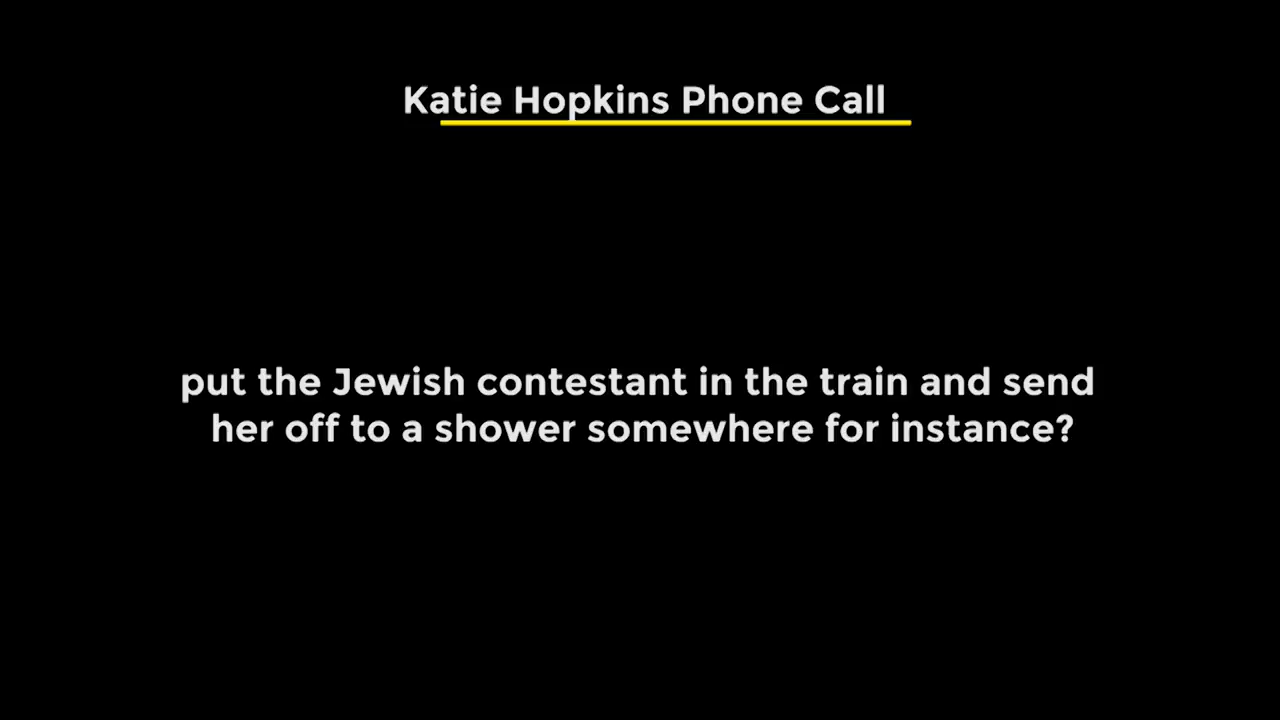 Katie Hopkins Phone Call
put the Jewish contestant in the train and send
her off to a shower somewhere for instance?